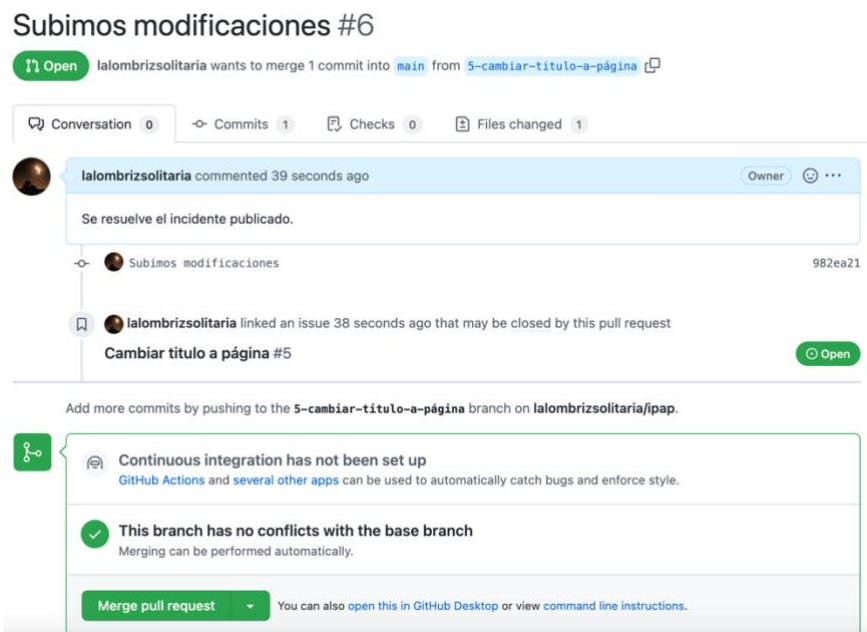 Subimos modificaciones #6
Open lalombrizsolitaria wants to merge 1 commit into main from 5-cambiar-titulo-a-página
Conversation 0 Commits 1 Checks 0 Files changed 1
lalombrizsolitaria commented 39 seconds ago Owner
Se resuelve el incidente publicado.
Subimos modificaciones 982ea21
lalombrizsolitaria linked an issue 38 seconds ago that may be closed by this pull request
Cambiar titulo a página #5 Open
Add more commits by pushing to the 5-cambiar-titulo-a-página branch on lalombrizsolitaria/ipap.
Continuous integration has not been set up
GitHub Actions and several other apps can be used to automatically catch bugs and enforce style.
This branch has no conflicts with the base branch
Merging can be performed automatically.
Merge pull request You can also open this in GitHub Desktop or view command line instructions.